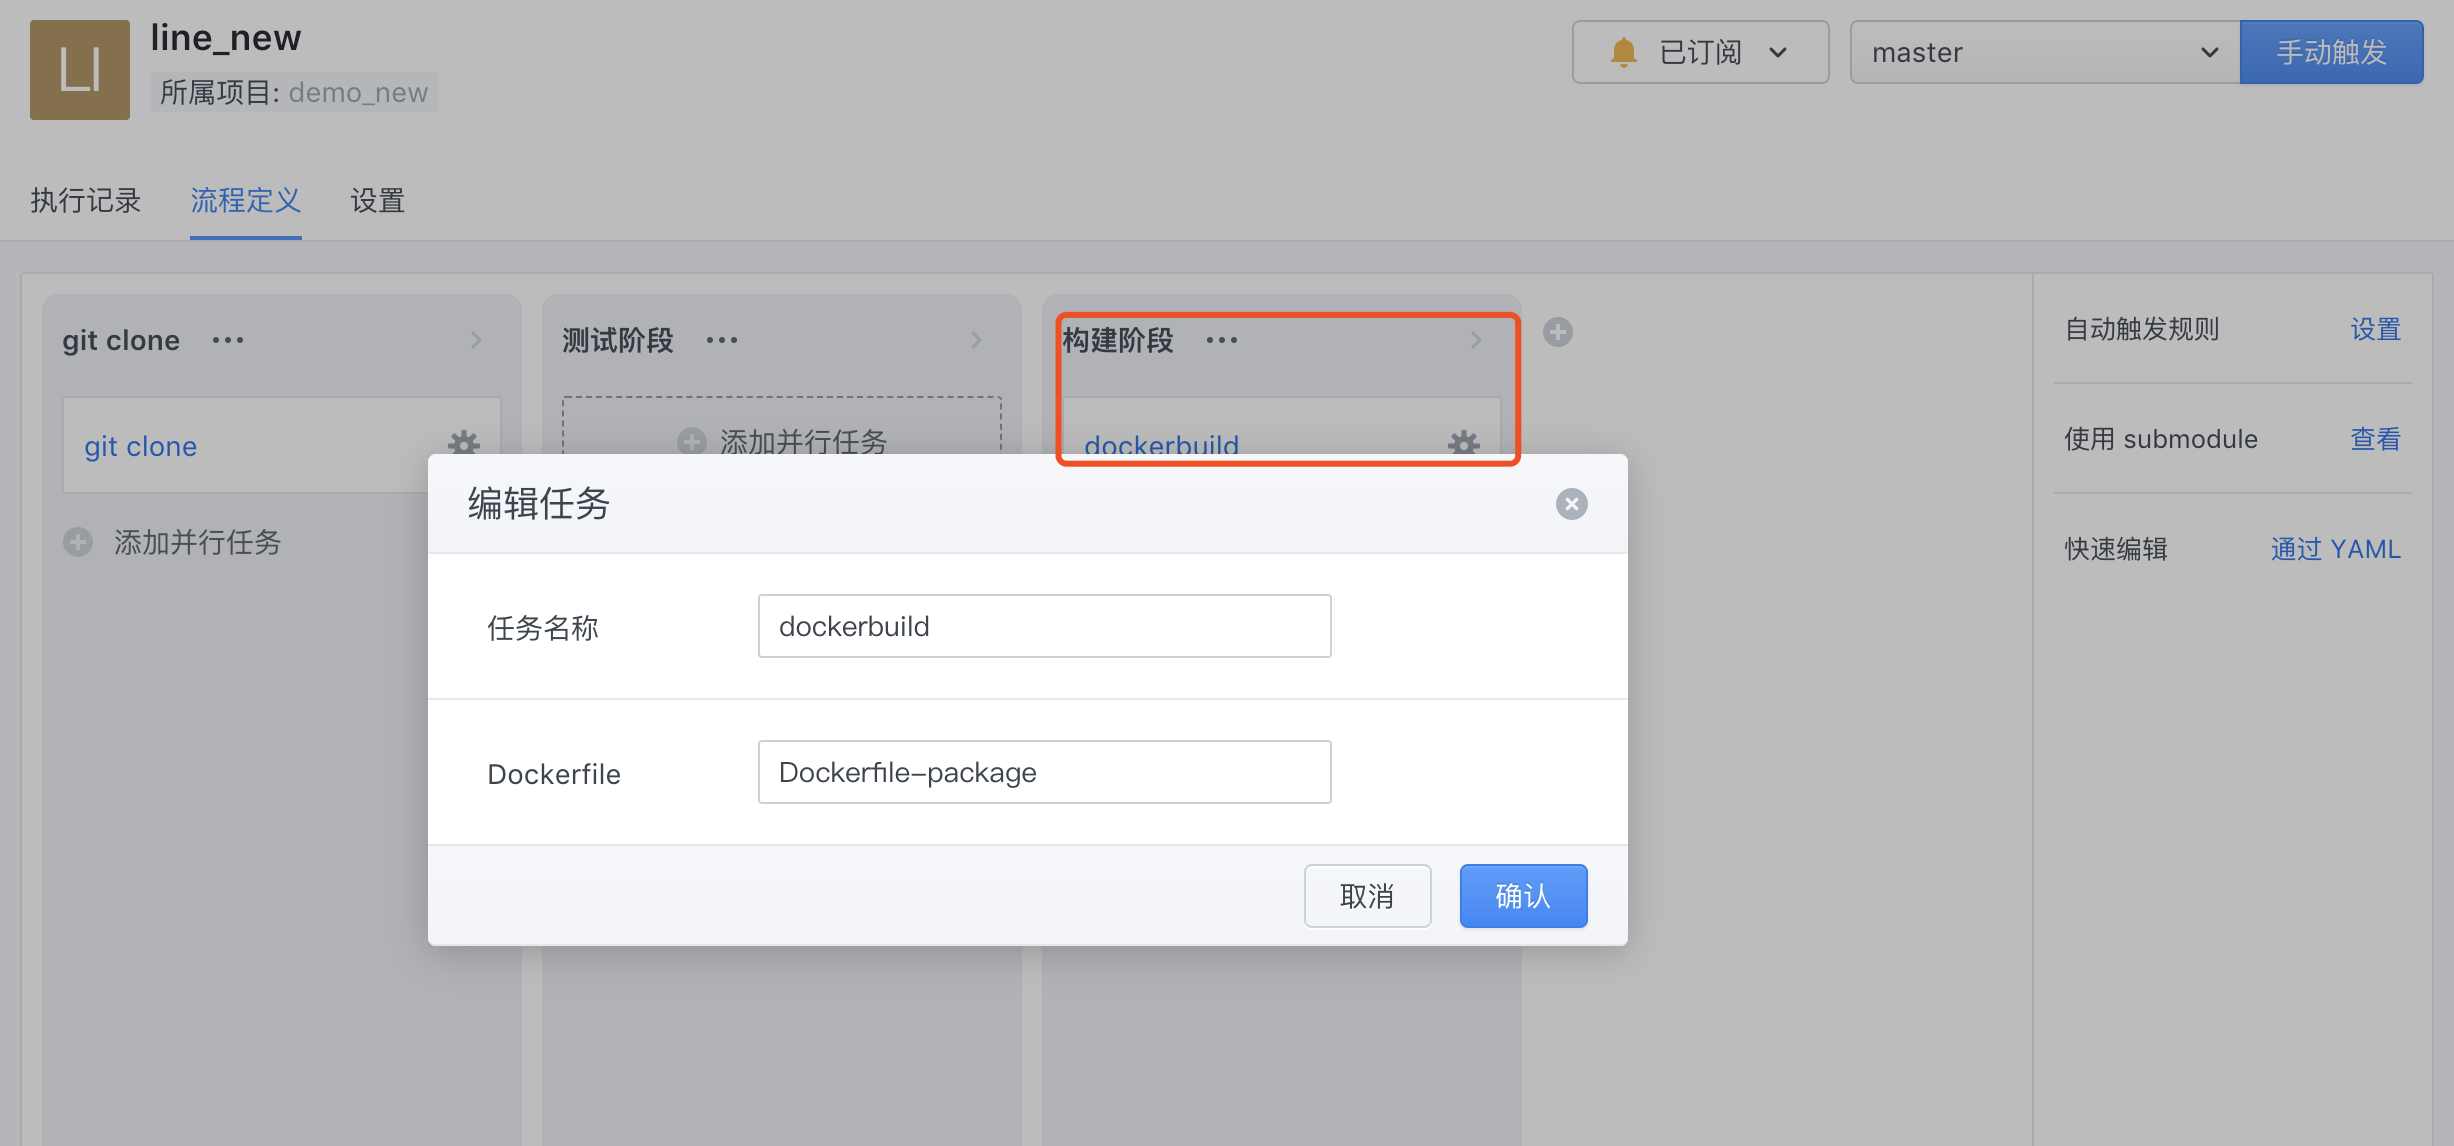 LI
line_new
所属项目: demo_new
已订阅
master
手动触发
执行记录
流程定义
设置
git clone
测试阶段
构建阶段
自动触发规则
设置
git clone
添加并行任务
dockerbuild
使用 submodule
查看
添加并行任务
快速编辑
通过 YAML
编辑任务
任务名称
dockerbuild
Dockerfile
Dockerfile-package
取消
确认